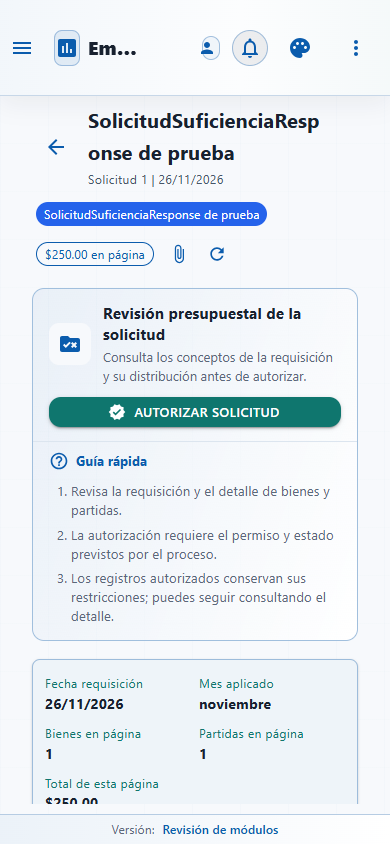 Em...
SolicitudSuficienciaResp
onse de prueba
Solicitud 1 | 26/11/2026
SolicitudSuficienciaResponse de prueba
$250.00 en página
Revisión presupuestal de la
solicitud
Consulta los conceptos de la requisición
y su distribución antes de autorizar.
AUTORIZAR SOLICITUD
Guía rápida
1. Revisa la requisición y el detalle de bienes y
partidas.
2. La autorización requiere el permiso y estado
previstos por el proceso.
3. Los registros autorizados conservan sus
restricciones; puedes seguir consultando el
detalle.
Fecha requisición
26/11/2026
Mes aplicado
noviembre
Bienes en página
1
Partidas en página
1
Total de esta página
$250.00
Versión: Revisión de módulos